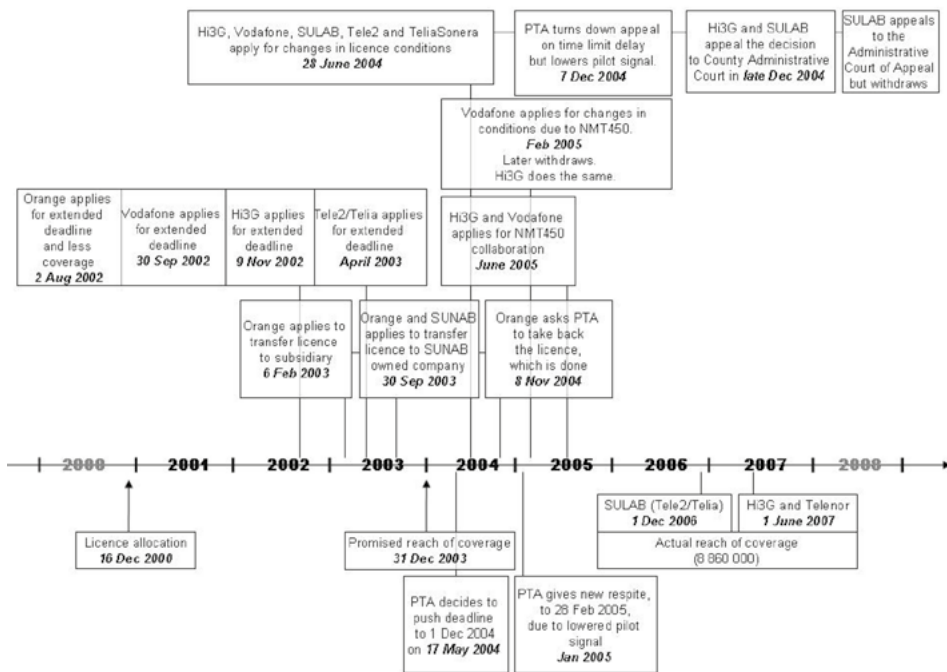 Hi3G, Vodafone, SULAB, Tele2 and TeliaSonera
apply for changes in licence conditions
28 June 2004
PTA turns down appeal
on time limit delay
but lowers pilot signal.
7 Dec 2004
Hi3G and SULAB
appeal the decision
to County Administrative
Court in late Dec 2004
SULAB appeals
to the
Administrative
Court of Appeal
but withdraws
Vodafone applies for changes in
conditions due to NMT450.
Feb 2005
Later withdraws.
Hi3G does the same.
Orange applies
for extended
deadline
and less
coverage
2 Aug 2002
Vodafone applies
for extended
deadline
30 Sep 2002
Hi3G applies
for extended
deadline
9 Nov 2002
Tele2/Telia applies
for extended
deadline
April 2003
Hi3G and Vodafone
applies for NMT450
collaboration
June 2005
Orange applies to
transfer licence
to subsidiary
6 Feb 2003
Orange and SUNAB
applies to transfer
licence to SUNAB
owned company
30 Sep 2003
Orange asks PTA
to take back
the licence,
which is done
8 Nov 2004
2000 2001 2002 2003 2004 2005 2006 2007 2008
Licence allocation
16 Dec 2000
Promised reach of coverage
31 Dec 2003
SULAB (Tele2/Telia)
1 Dec 2006
Hi3G and Telenor
1 June 2007
Actual reach of coverage
(8 860 000)
PTA decides to
push deadline
to 1 Dec 2004
on 17 May 2004
PTA gives new respite,
to 28 Feb 2005,
due to lowered pilot
signal
Jan 2005